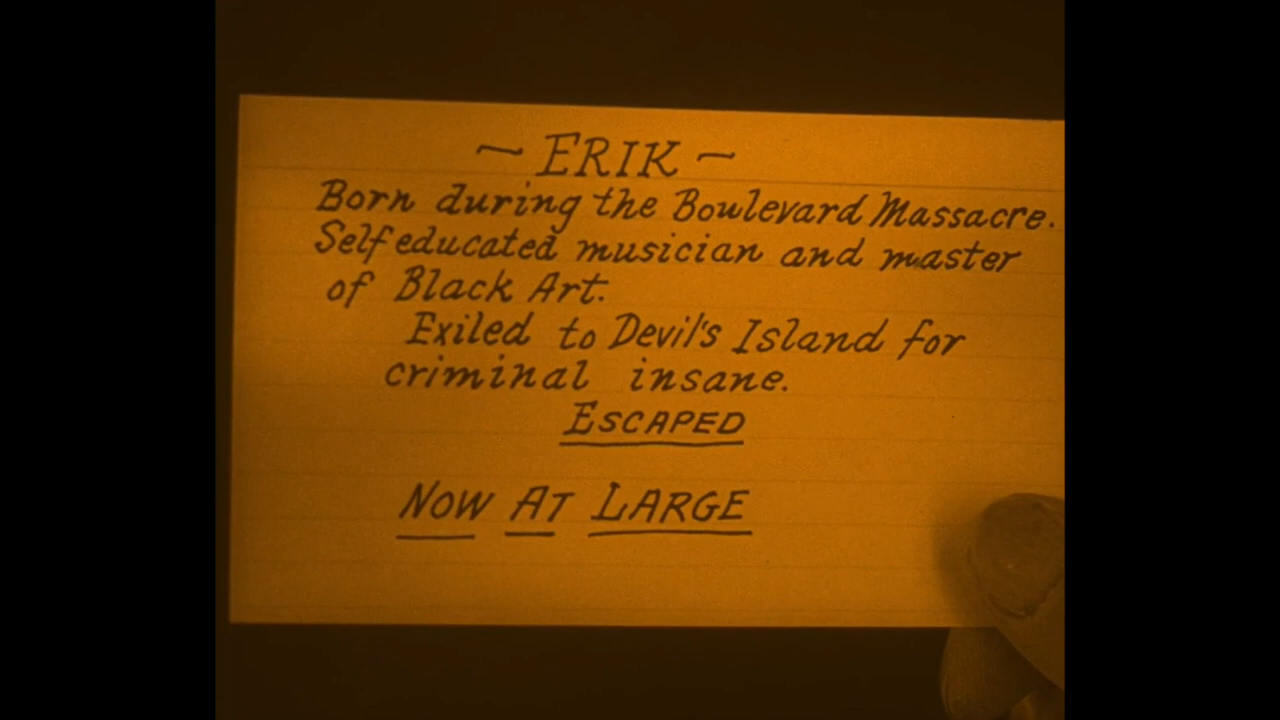 ~ ERIK ~
Born during the Boulevard Massacre.
Self educated musician and master
of Black Art.
Exiled to Devil's Island for
criminal insane.
ESCAPED
NOW AT LARGE